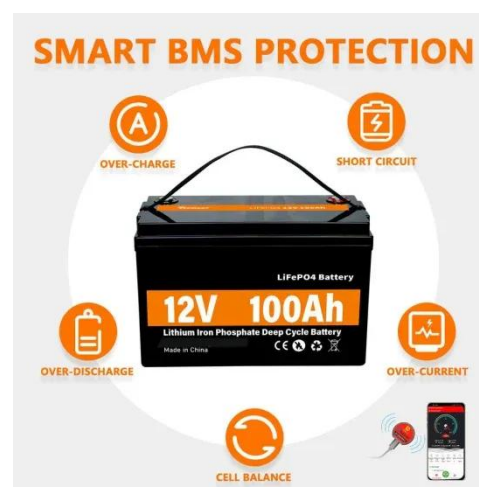 SMART BMS PROTECTION
A
OVER-CHARGE
SHORT CIRCUIT
LiFePO4 Battery
12V 100Ah
Lithium Iron Phosphate Deep Cycle Battery
Made in China
CE
OVER-DISCHARGE
OVER-CURRENT
CELL BALANCE